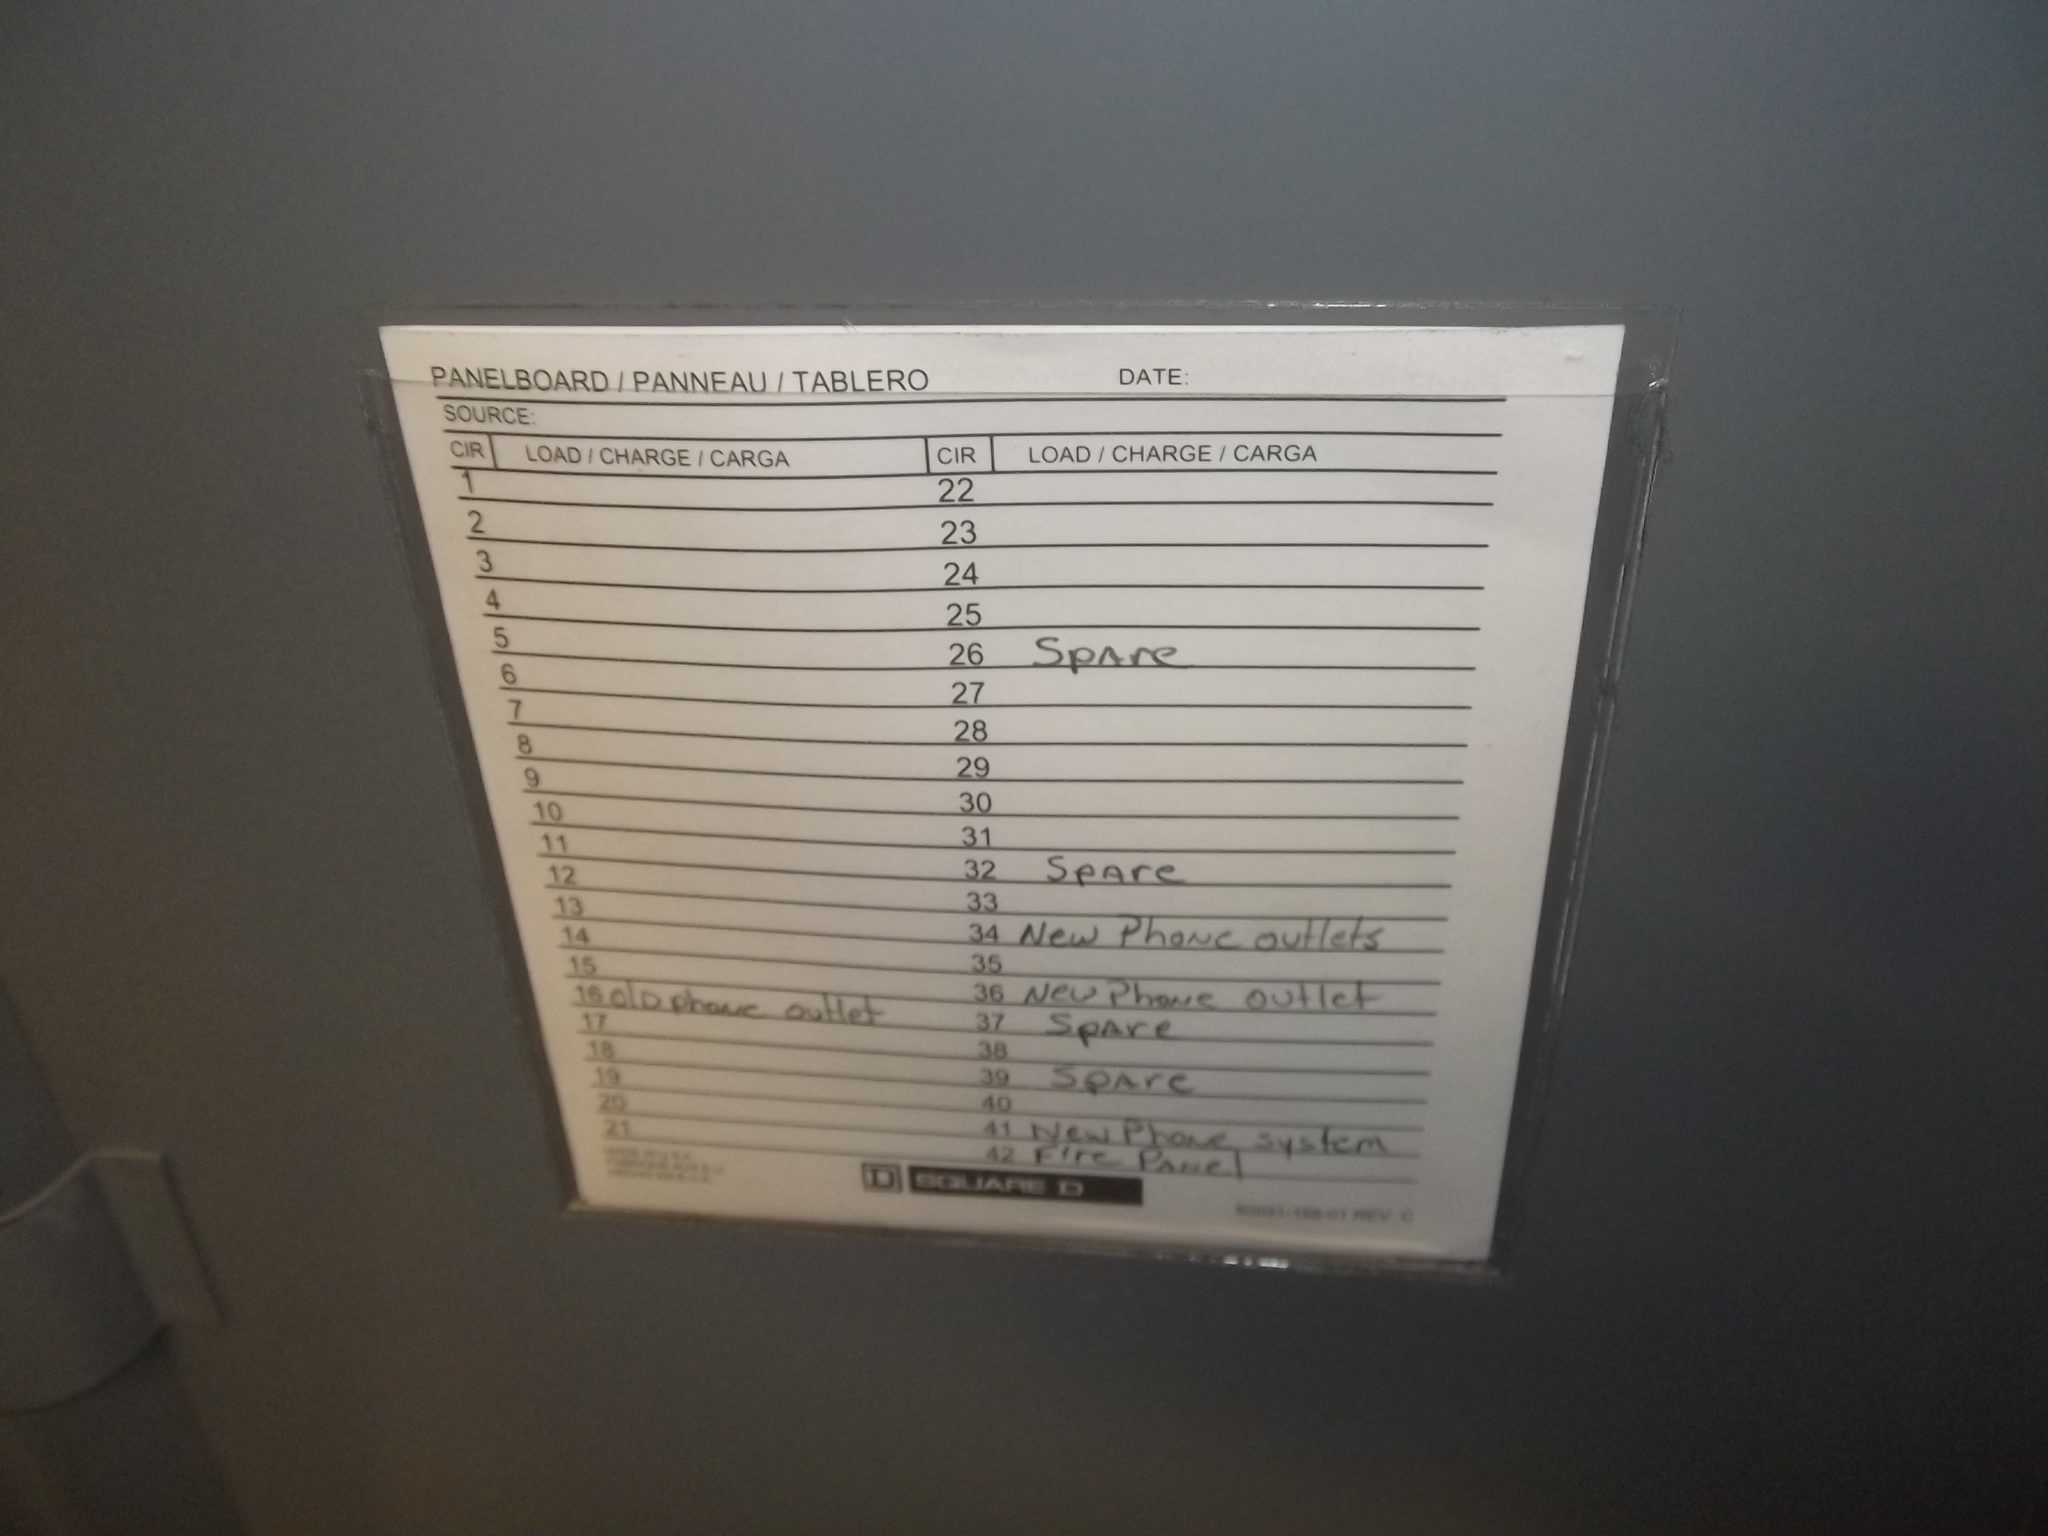 PANELBOARD / PANNEAU / TABLERO DATE:
SOURCE:
CIR LOAD / CHARGE / CARGA CIR LOAD / CHARGE / CARGA
1 22
2 23
3 24
4 25
5 26 Spare
6 27
7 28
8 29
9 30
10 31
11 32 Spare
12 33
13 34 New Phone outlets
14 35
15 36 New Phone outlet
16 old phone outlet 37 Spare
17 38
18 39 Spare
19 40
20 41 New Phone system
21 42 Fire Panel
D SQUARE D
REV. C